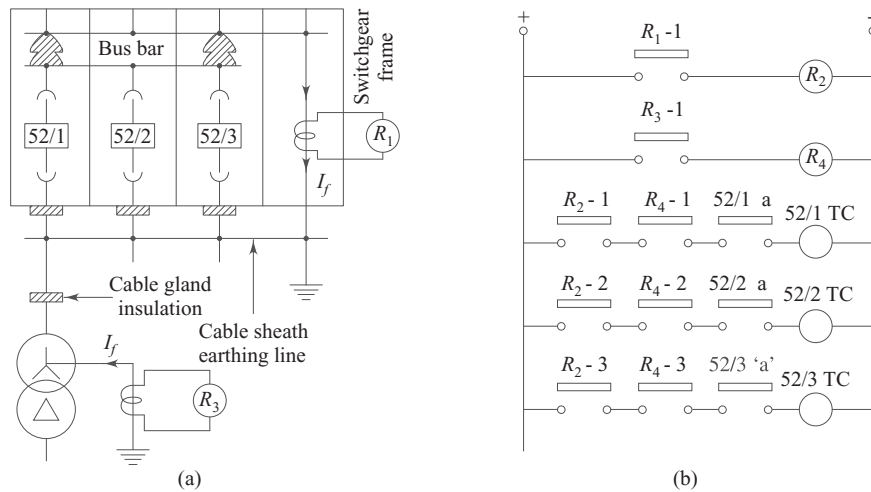 Bus bar
Switchgear
frame
52/1
52/2
52/3
R₁
I_f
Cable gland
insulation
Cable sheath
earthing line
I_f
R₃
(a)
+
-
R₁ -1
R₂
R₃ -1
R₄
R₂ - 1 R₄ - 1 52/1 a 52/1 TC
R₂ - 2 R₄ - 2 52/2 a 52/2 TC
R₂ - 3 R₄ - 3 52/3 ‘a’ 52/3 TC
(b)